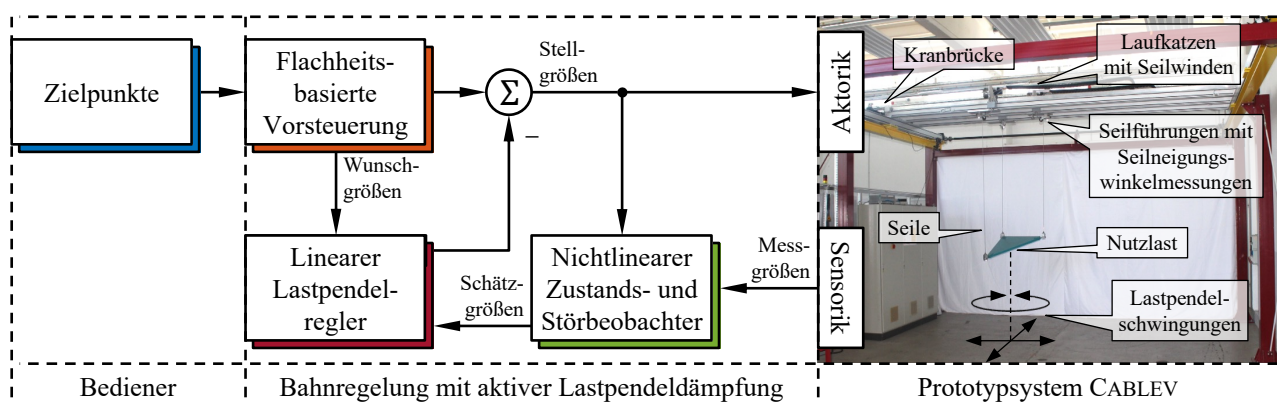 Zielpunkte
Flachheits-
basierte
Vorsteuerung
Stell-
größen
Σ
−
Wunsch-
größen
Linearer
Lastpendel-
regler
Schätz-
größen
Nichtlinearer
Zustands- und
Störbeobachter
Mess-
größen
Aktorik
Sensorik
Kranbrücke
Laufkatzen
mit Seilwinden
Seilführungen mit
Seilneigungs-
winkelmessungen
Seile
Nutzlast
Lastpendel-
schwingungen
Bediener
Bahnregelung mit aktiver Lastpendeldämpfung
Prototypsystem CABLEV